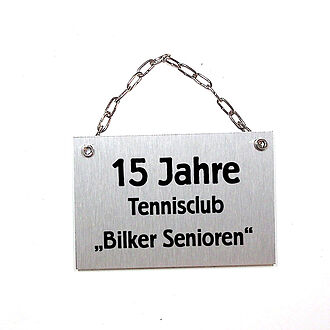 15 Jahre
Tennisclub
„Bilker Senioren“